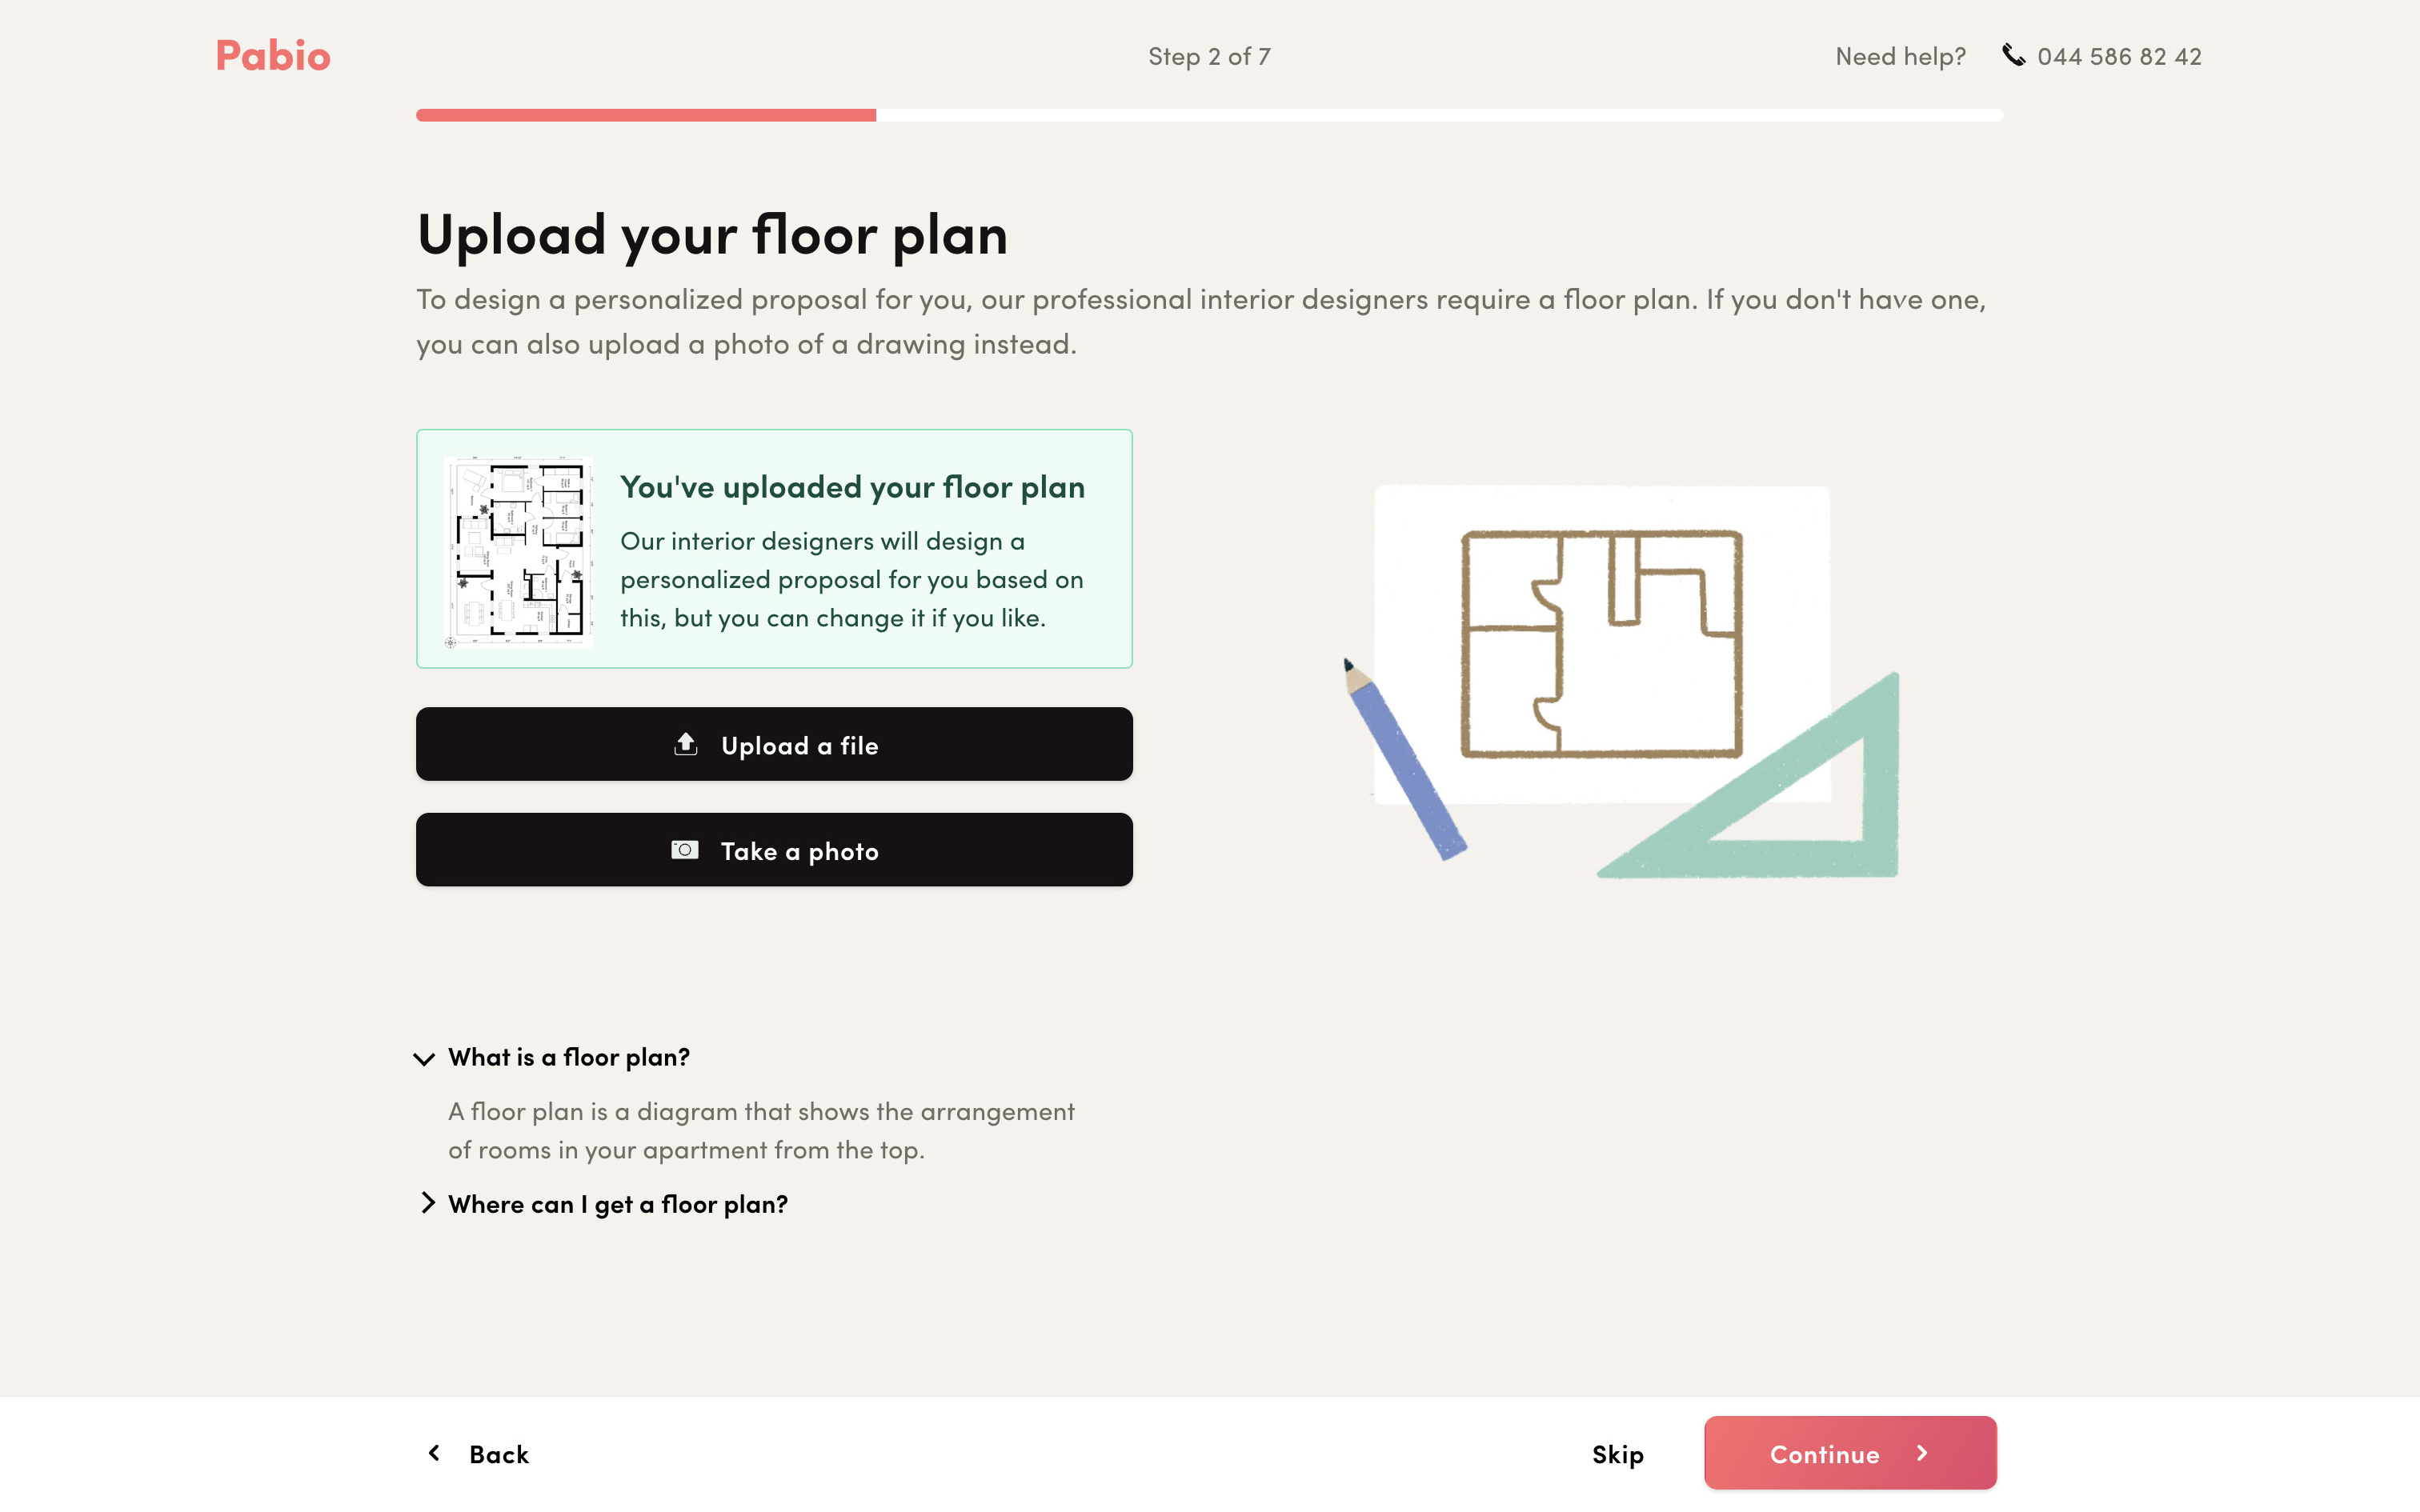 Pabio
Step 2 of 7
Need help?
044 586 82 42
Upload your floor plan
To design a personalized proposal for you, our professional interior designers require a floor plan. If you don't have one,
you can also upload a photo of a drawing instead.
You've uploaded your floor plan
Our interior designers will design a
personalized proposal for you based on
this, but you can change it if you like.
Upload a file
Take a photo
What is a floor plan?
A floor plan is a diagram that shows the arrangement
of rooms in your apartment from the top.
Where can I get a floor plan?
Back
Skip
Continue